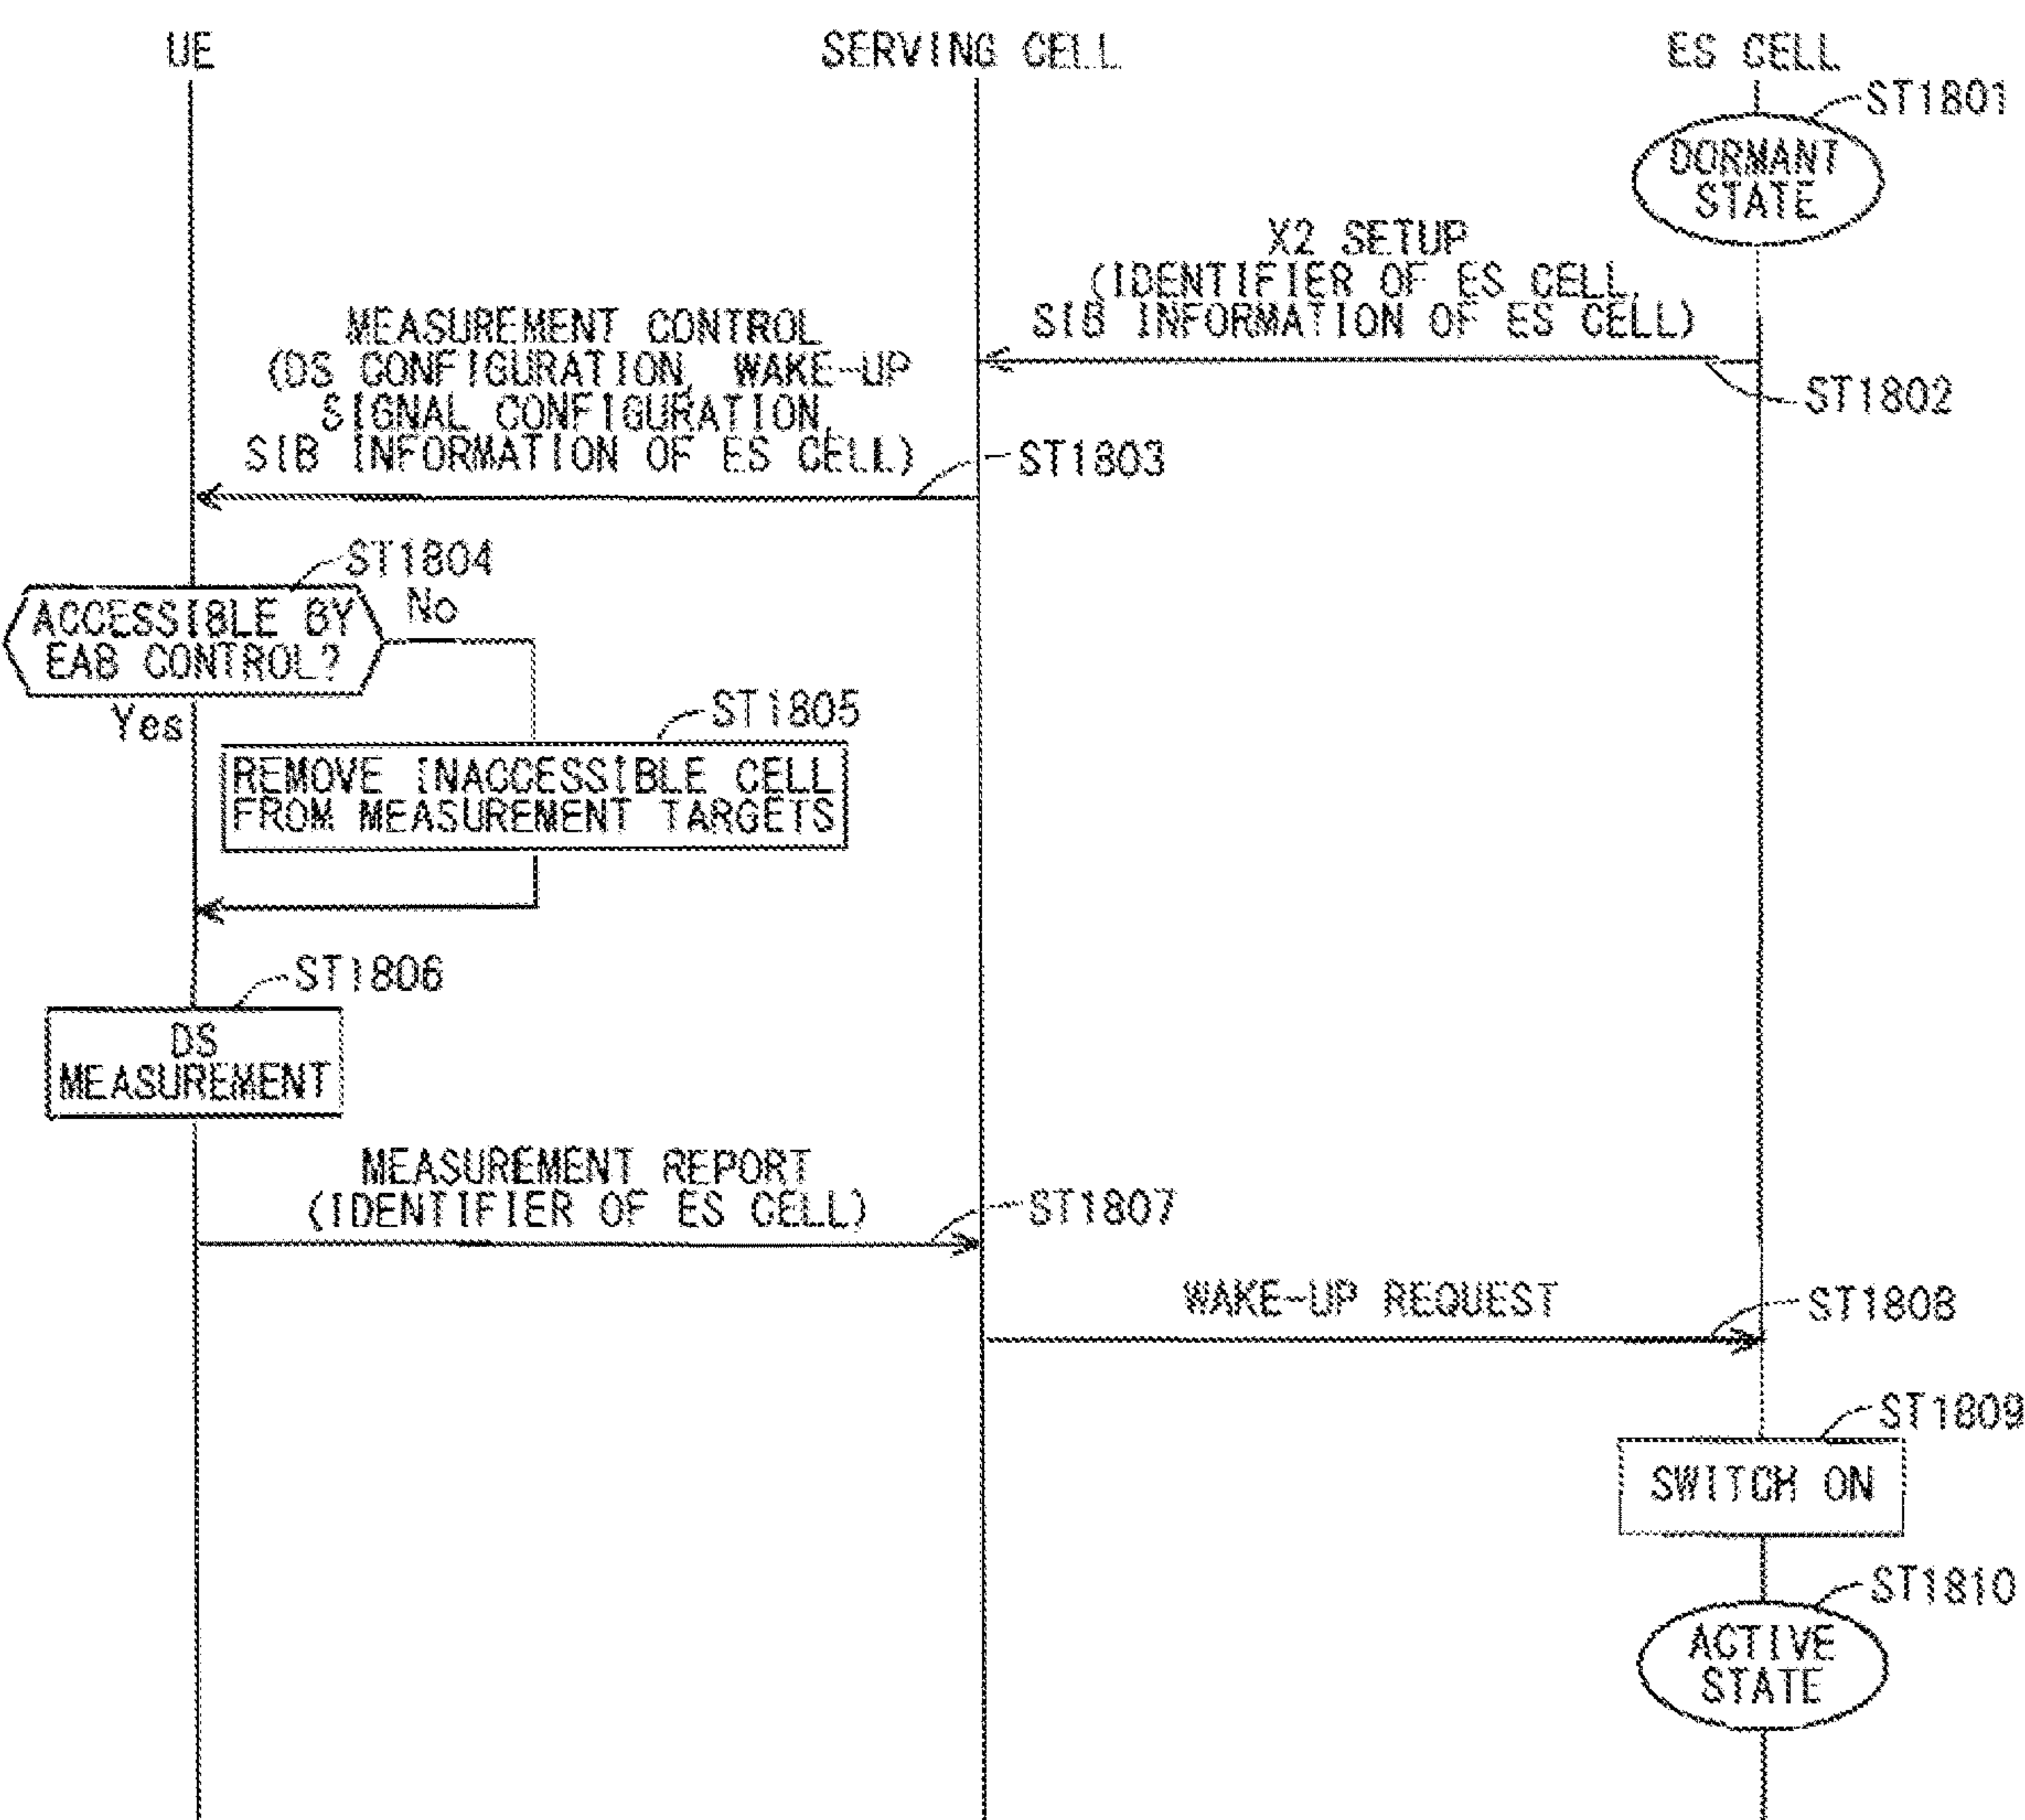 UE
SERVING CELL
ES CELL
ST1801
DORMANT
STATE
X2 SETUP
(IDENTIFIER OF ES CELL,
SIB INFORMATION OF ES CELL)
ST1802
MEASUREMENT CONTROL
(DS CONFIGURATION, WAKE-UP
SIGNAL CONFIGURATION,
SIB INFORMATION OF ES CELL)
ST1803
ST1804
ACCESSIBLE BY
EAB CONTROL?
No
Yes
ST1805
REMOVE INACCESSIBLE CELL
FROM MEASUREMENT TARGETS
ST1806
DS
MEASUREMENT
MEASUREMENT REPORT
(IDENTIFIER OF ES CELL)
ST1807
WAKE-UP REQUEST
ST1808
ST1809
SWITCH ON
ST1810
ACTIVE
STATE